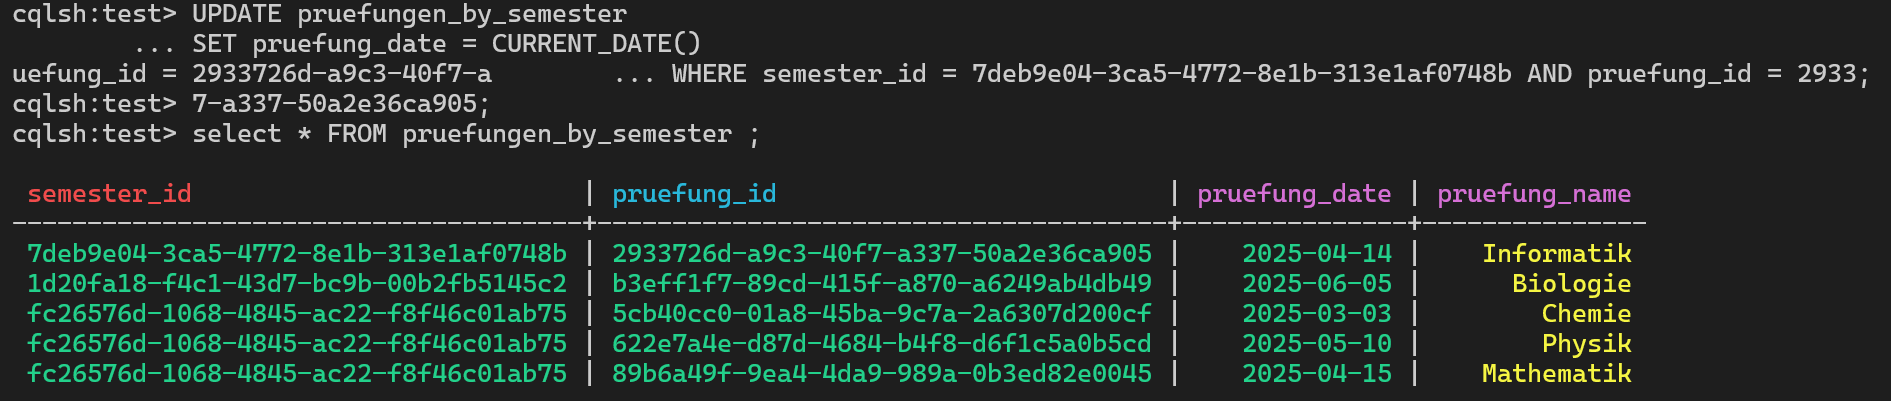 cqlsh:test> UPDATE pruefungen_by_semester
        ... SET pruefung_date = CURRENT_DATE()
uefung_id = 2933726d-a9c3-40f7-a        ... WHERE semester_id = 7deb9e04-3ca5-4772-8e1b-313e1af0748b AND pruefung_id = 2933;
cqlsh:test> 7-a337-50a2e36ca905;
cqlsh:test> select * FROM pruefungen_by_semester ;

 semester_id                          | pruefung_id                          | pruefung_date | pruefung_name
--------------------------------------+--------------------------------------+---------------+---------------
 7deb9e04-3ca5-4772-8e1b-313e1af0748b | 2933726d-a9c3-40f7-a337-50a2e36ca905 |    2025-04-14 |    Informatik
 1d20fa18-f4c1-43d7-bc9b-00b2fb5145c2 | b3eff1f7-89cd-415f-a870-a6249ab4db49 |    2025-06-05 |      Biologie
 fc26576d-1068-4845-ac22-f8f46c01ab75 | 5cb40cc0-01a8-45ba-9c7a-2a6307d200cf |    2025-03-03 |        Chemie
 fc26576d-1068-4845-ac22-f8f46c01ab75 | 622e7a4e-d87d-4684-b4f8-d6f1c5a0b5cd |    2025-05-10 |        Physik
 fc26576d-1068-4845-ac22-f8f46c01ab75 | 89b6a49f-9ea4-4da9-989a-0b3ed82e0045 |    2025-04-15 |    Mathematik